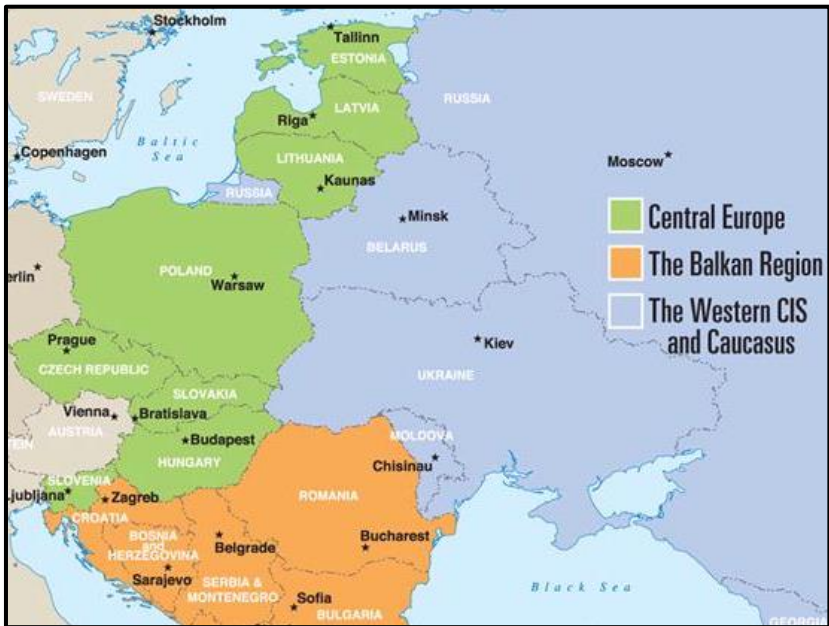 Stockholm
Tallinn
ESTONIA
SWEDEN
RUSSIA
LATVIA
Riga
Baltic
Sea
Copenhagen
LITHUANIA
Moscow
Kaunas
RUSSIA
Minsk
BELARUS
Central Europe
POLAND
The Balkan Region
erlin
Warsaw
The Western CIS
and Caucasus
Prague
Kiev
CZECH REPUBLIC
UKRAINE
SLOVAKIA
Vienna
Bratislava
AUSTRIA
MOLDOVA
TEIN
Budapest
HUNGARY
Chisinau
SLOVENIA
Ljubljana
Zagreb
ROMANIA
CROATIA
BOSNIA
and
HERZEGOVINA
Belgrade
Bucharest
Sarajevo
SERBIA &
MONTENEGRO
Black Sea
Sofia
BULGARIA
GEORGIA